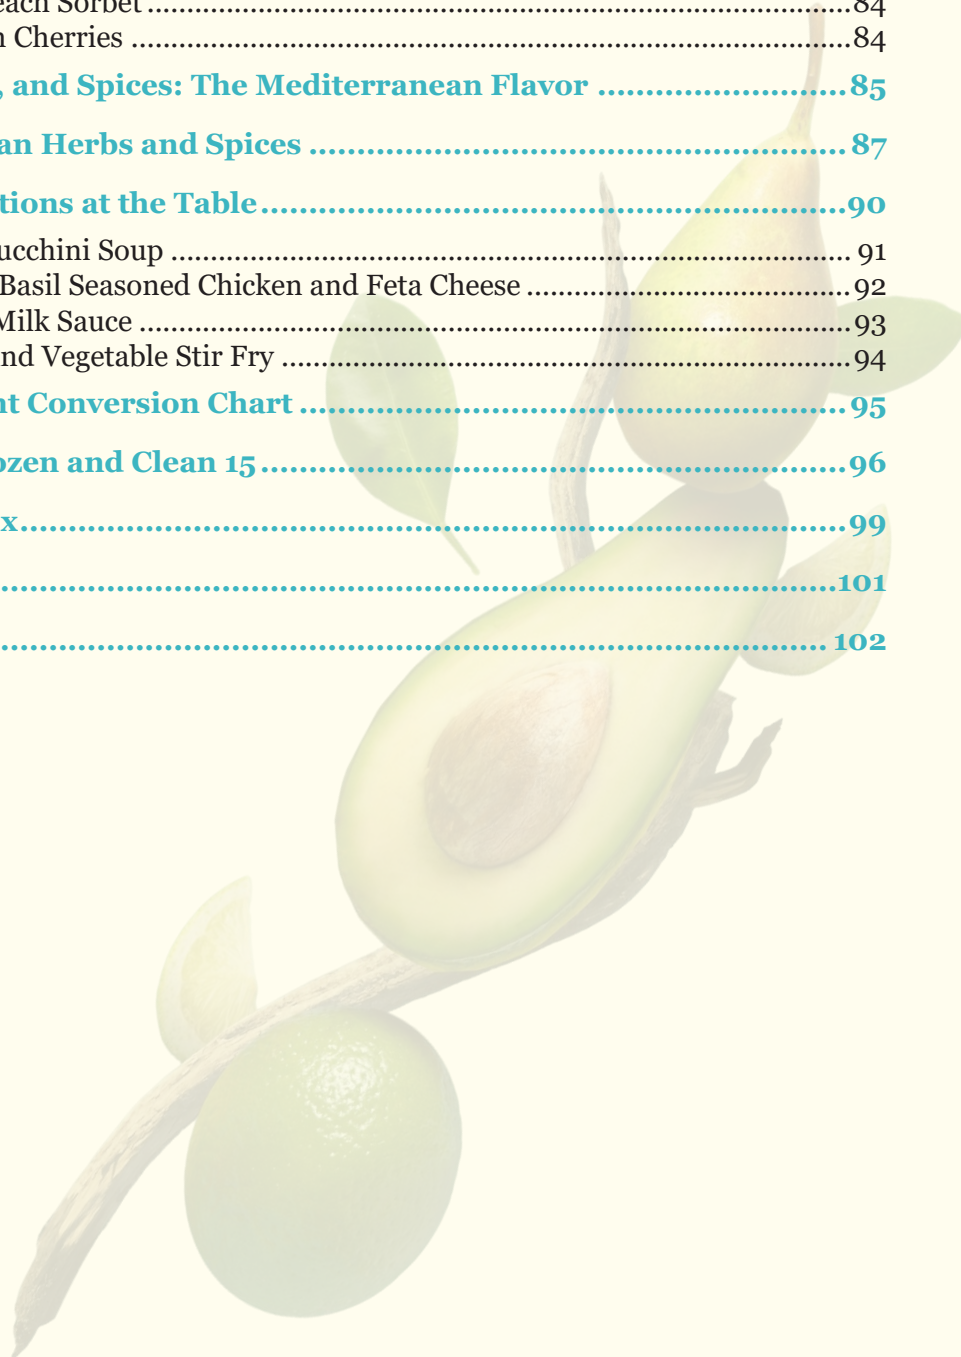 each Sorbet 84
n Cherries 84
, and Spices: The Mediterranean Flavor 85
an Herbs and Spices 87
tions at the Table 90
ucchini Soup 91
Basil Seasoned Chicken and Feta Cheese 92
Milk Sauce 93
nd Vegetable Stir Fry 94
nt Conversion Chart 95
ozen and Clean 15 96
x 99
101
102